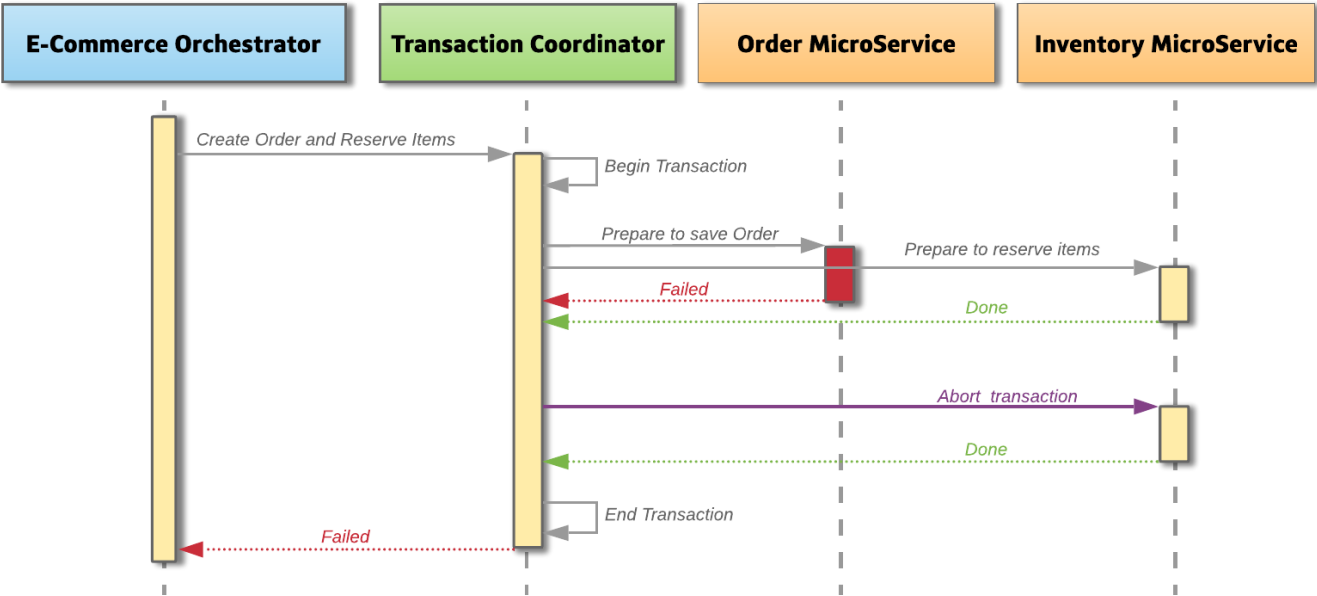 E-Commerce Orchestrator
Transaction Coordinator
Order MicroService
Inventory MicroService
Create Order and Reserve Items
Begin Transaction
Prepare to save Order
Prepare to reserve items
Failed
Done
Abort transaction
Done
End Transaction
Failed